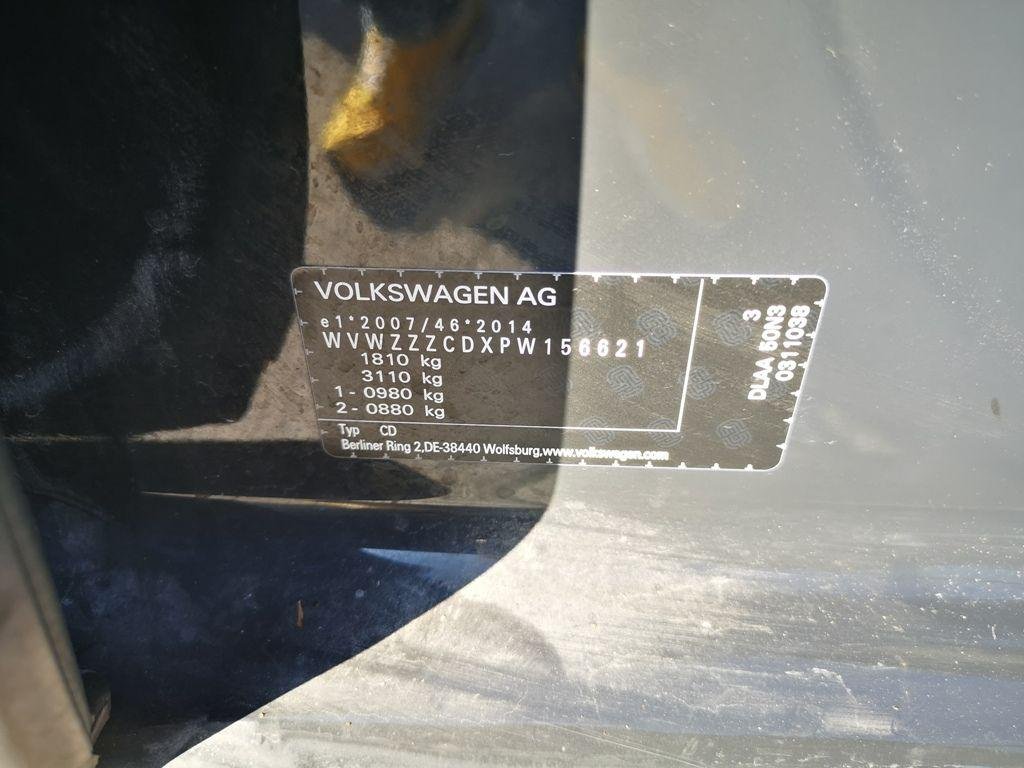 VOLKSWAGEN AG
e1*2007/46*2014
WVWZZZCDXPW156621
1810 kg
3110 kg
1- 0980 kg
2- 0880 kg
Typ CD
Berliner Ring 2,DE-38440 Wolfsburg,www.volkswagen.com
3
DLAA 50N3
0311038